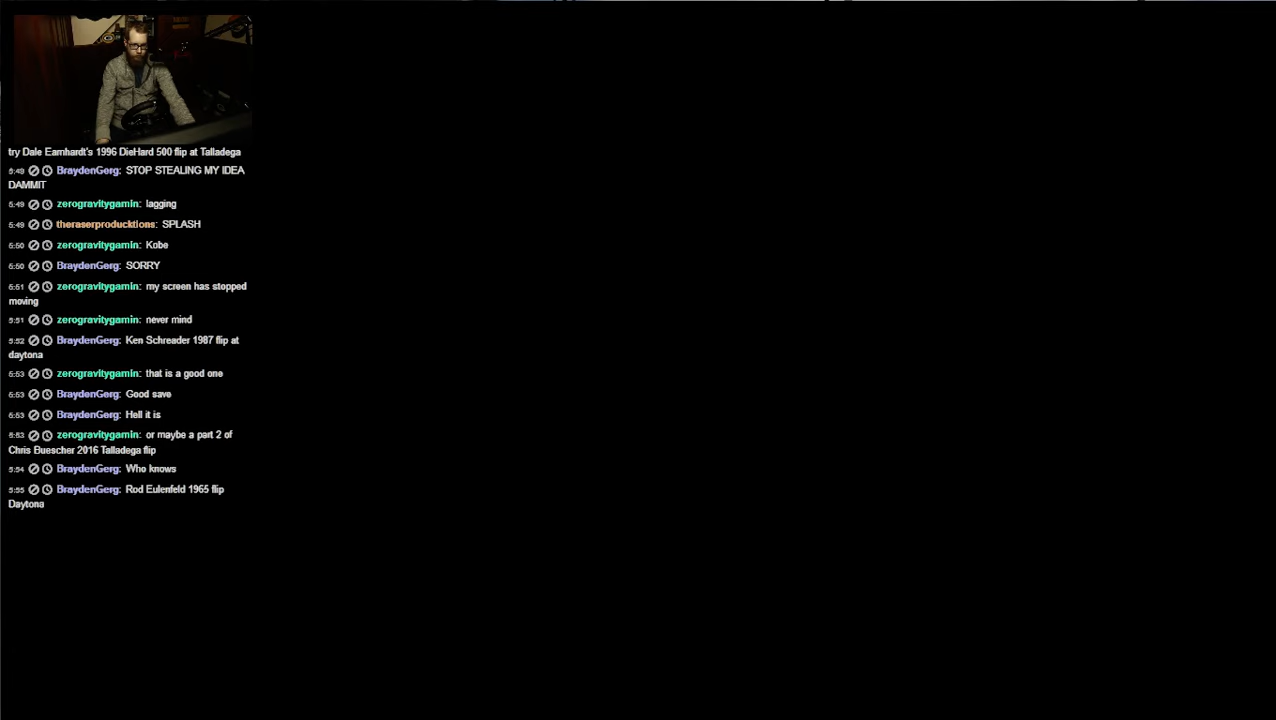 try Dale Earnhardt's 1996 DieHard 500 flip at Talladega
5:49 BraydenGerg: STOP STEALING MY IDEA
DAMMIT
5:49 zerogravitygamin: lagging
5:49 theraserproducktions: SPLASH
5:50 zerogravitygamin: Kobe
5:50 BraydenGerg: SORRY
5:51 zerogravitygamin: my screen has stopped
moving
5:51 zerogravitygamin: never mind
5:52 BraydenGerg: Ken Schreader 1987 flip at
daytona
5:53 zerogravitygamin: that is a good one
5:53 BraydenGerg: Good save
5:53 BraydenGerg: Hell it is
5:53 zerogravitygamin: or maybe a part 2 of
Chris Buescher 2016 Talladega flip
5:54 BraydenGerg: Who knows
5:55 BraydenGerg: Rod Eulenfeld 1965 flip
Daytona